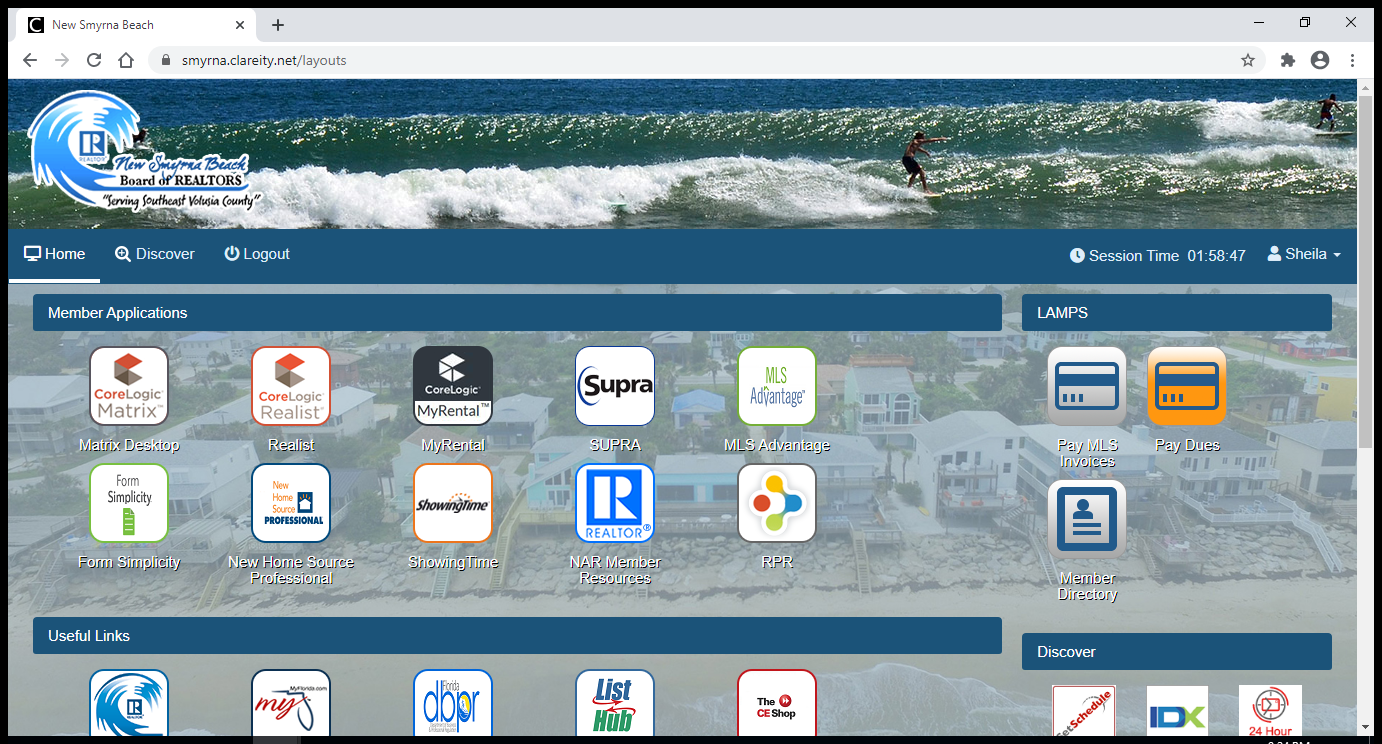 New Smyrna Beach
smyrna.clareity.net/layouts
R
REALTOR
New Smyrna Beach
Board of REALTORS
"Serving Southeast Volusia County"
Home Discover Logout
Session Time 01:58:47 Sheila
Member Applications
LAMPS
CoreLogic
Matrix™
CoreLogic
Realist®
CoreLogic
MyRental™
Supra
MLS
Advantage™
Matrix Desktop
Realist
MyRental
SUPRA
MLS Advantage
Pay MLS
Invoices
Pay Dues
Form
Simplicity
New
Home
Source
PROFESSIONAL
ShowingTime
R
REALTOR®
Form Simplicity
New Home Source
Professional
ShowingTime
NAR Member
Resources
RPR
Member
Directory
Useful Links
Discover
R
REALTOR
MyFlorida.com
my
Florida
dbpr
List
Hub
The
CE Shop
GetSchedule
IDX
24 Hour